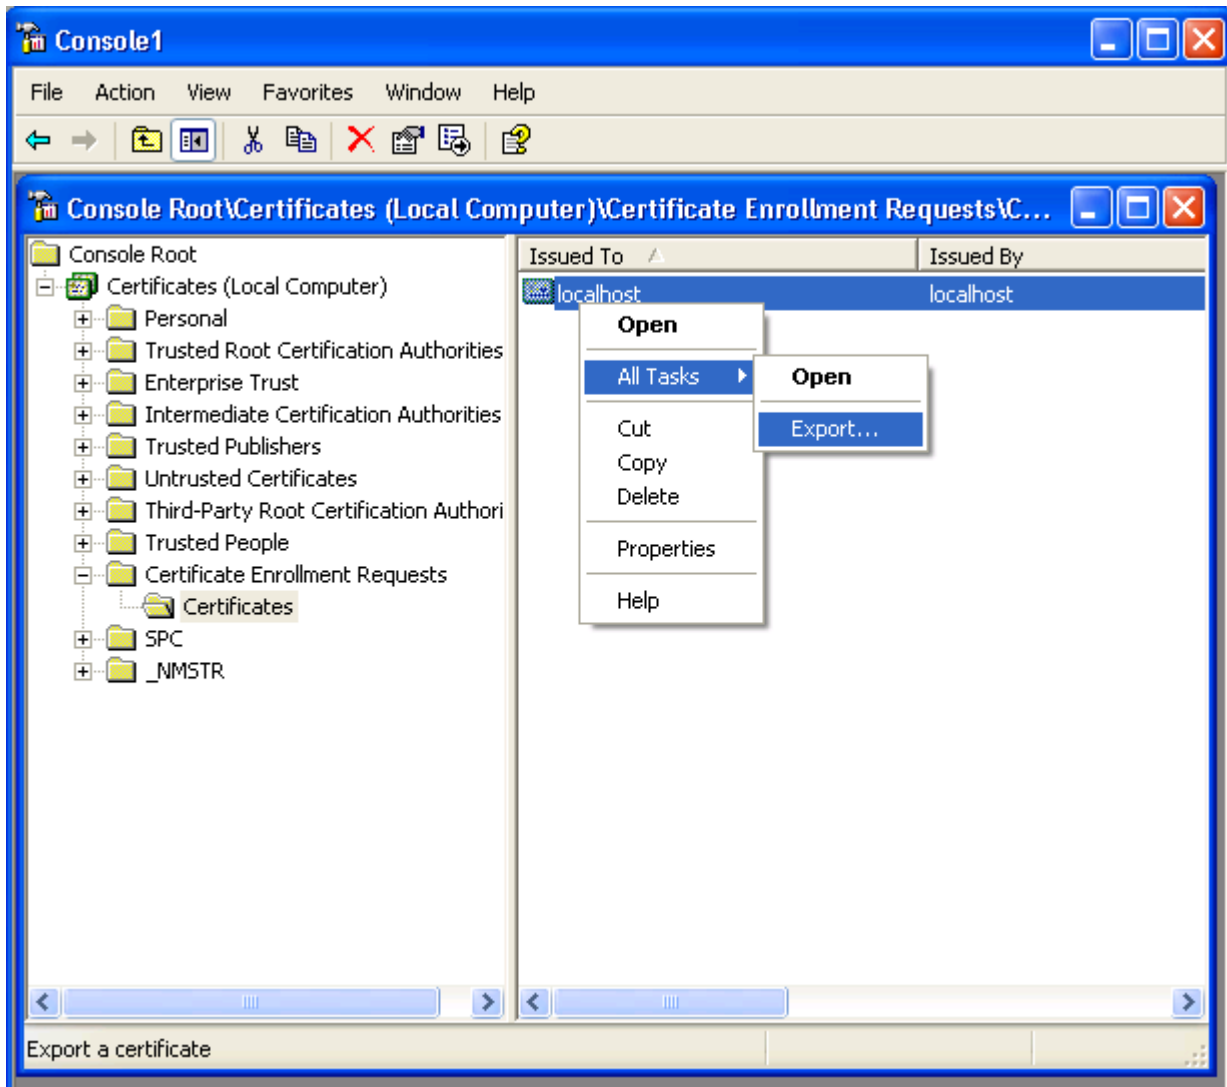 Console1
File Action View Favorites Window Help
Console Root\Certificates (Local Computer)\Certificate Enrollment Requests\C...
Console Root
Certificates (Local Computer)
Personal
Trusted Root Certification Authorities
Enterprise Trust
Intermediate Certification Authorities
Trusted Publishers
Untrusted Certificates
Third-Party Root Certification Authori
Trusted People
Certificate Enrollment Requests
Certificates
SPC
_NMSTR
Issued To Issued By
localhost localhost
Open
All Tasks
Cut
Copy
Delete
Properties
Help
Open
Export...
Export a certificate